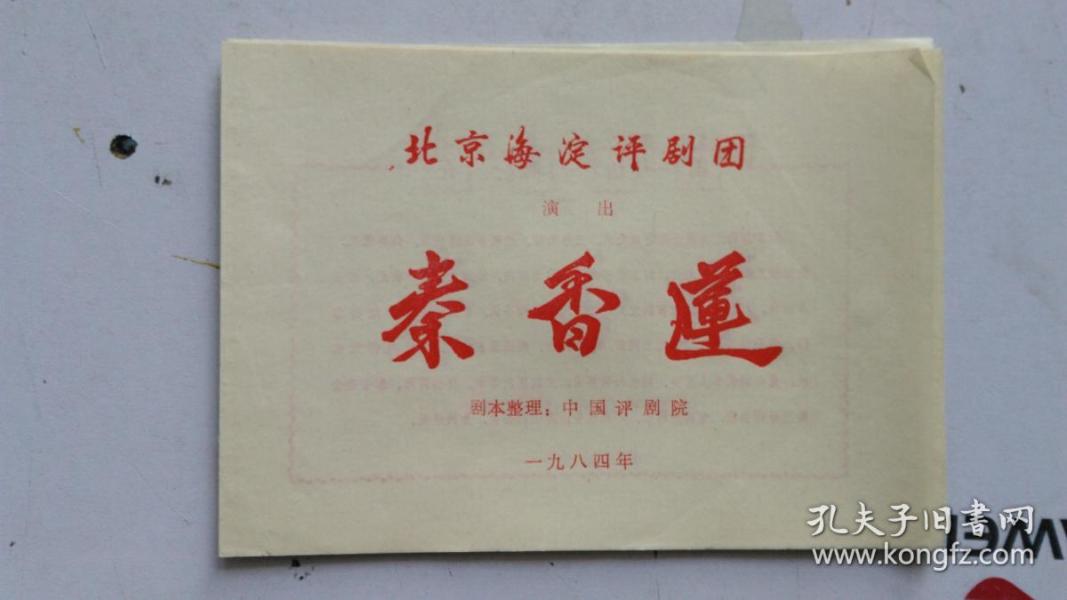 北京海淀评剧团
演出
秦香莲
剧本整理：中国评剧院
一九八四年
孔夫子旧书网
www.kongfz.com